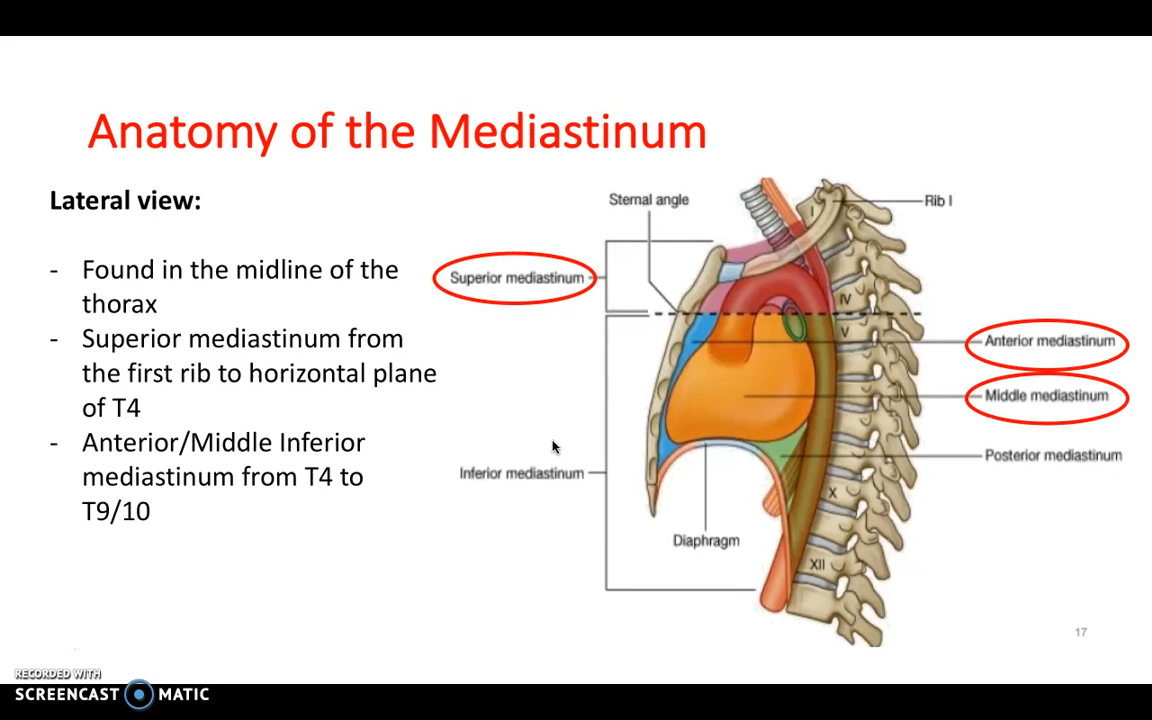 Anatomy of the Mediastinum
Lateral view:
- Found in the midline of the
thorax
- Superior mediastinum from
the first rib to horizontal plane
of T4
- Anterior/Middle Inferior
mediastinum from T4 to
T9/10
Sternal angle
Rib I
I
Superior mediastinum
IV
V
Anterior mediastinum
Middle mediastinum
Posterior mediastinum
Inferior mediastinum
X
Diaphragm
XII
17
RECORDED WITH
SCREENCAST MATIC